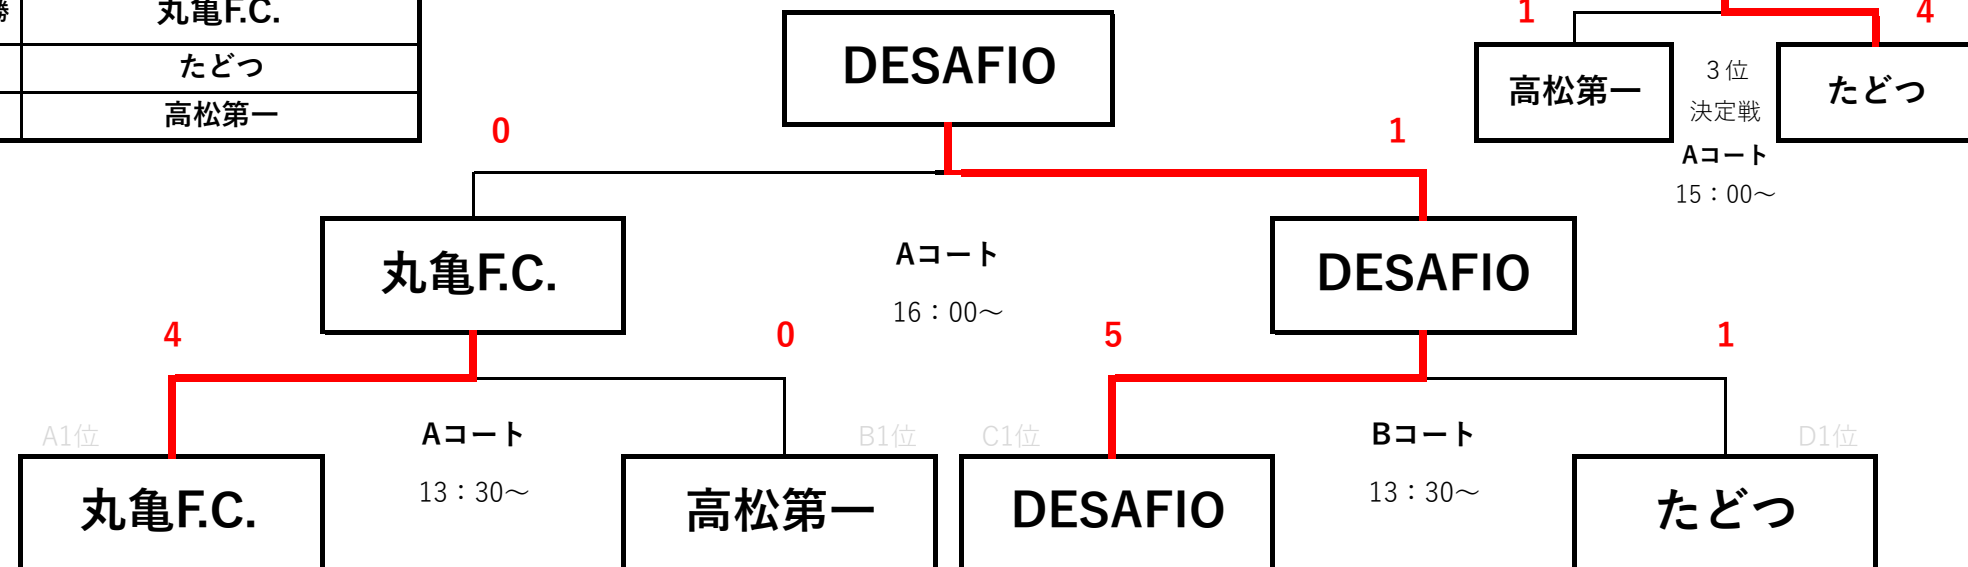 勝 丸亀F.C.
たどつ
高松第一
DESAFIO
1 4
高松第一 3位 たどつ
決定戦
Aコート
15：00～
0 1
丸亀F.C. DESAFIO
Aコート
16：00～
4 0 5 1
A1位 Aコート B1位 C1位 Bコート D1位
13：30～ 13：30～
丸亀F.C. 高松第一 DESAFIO たどつ